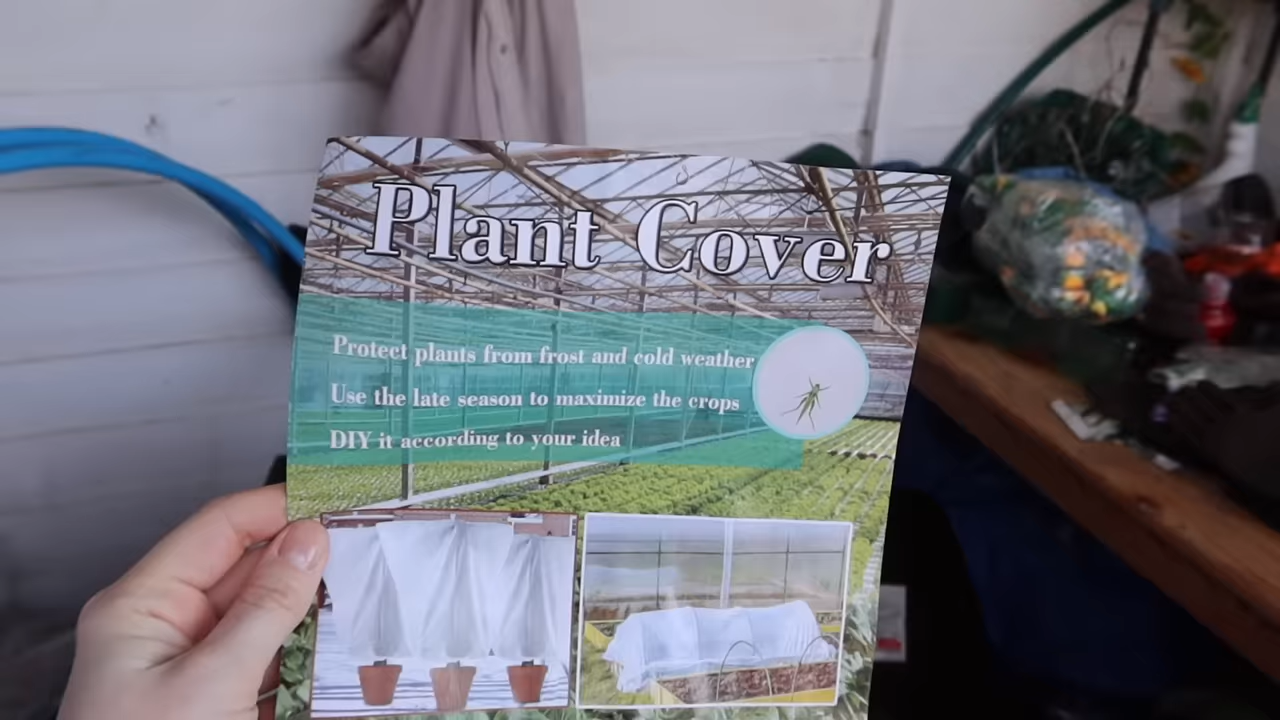 Plant Cover
Protect plants from frost and cold weather
Use the late season to maximize the crops
DIY it according to your idea